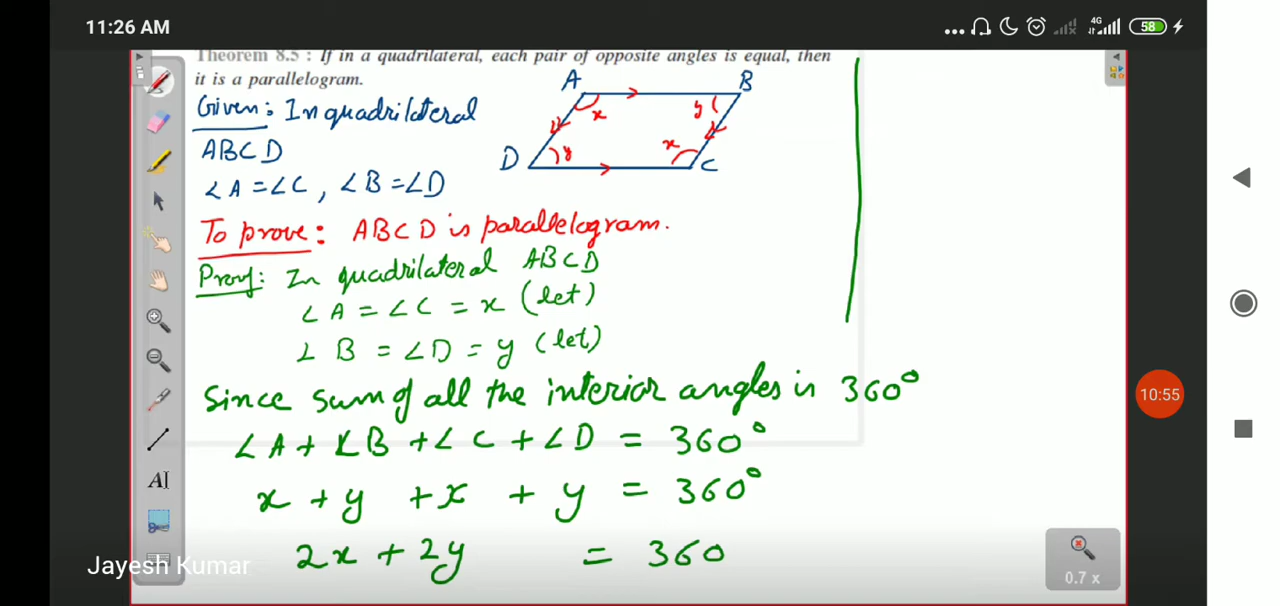 11:26 AM
4G
58
Theorem 8.5 : If in a quadrilateral, each pair of opposite angles is equal, then
it is a parallelogram.
A B
x y
Given: In quadrilateral
ABCD
D y x C
∠A = ∠C , ∠B = ∠D
To prove: ABCD is parallelogram.
Proof: In quadrilateral ABCD
∠A = ∠C = x (let)
∠B = ∠D = y (let)
Since sum of all the interior angles is 360°
10:55
∠A + ∠B + ∠C + ∠D = 360°
x + y + x + y = 360°
2x + 2y = 360
AI
Jayesh Kumar
0.7 x